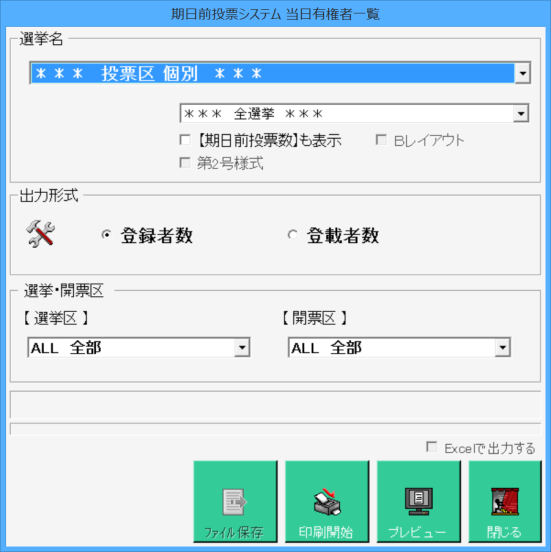 期日前投票システム 当日有権者一覧
選挙名
＊＊＊ 投票区 個別 ＊＊＊
＊＊＊ 全選挙 ＊＊＊
【期日前投票数】も表示 Bレイアウト
第2号様式
出力形式
登録者数 登載者数
選挙・開票区
【 選挙区 】 【 開票区 】
ALL 全部 ALL 全部
Excelで出力する
ファイル保存 印刷開始 プレビュー 閉じる